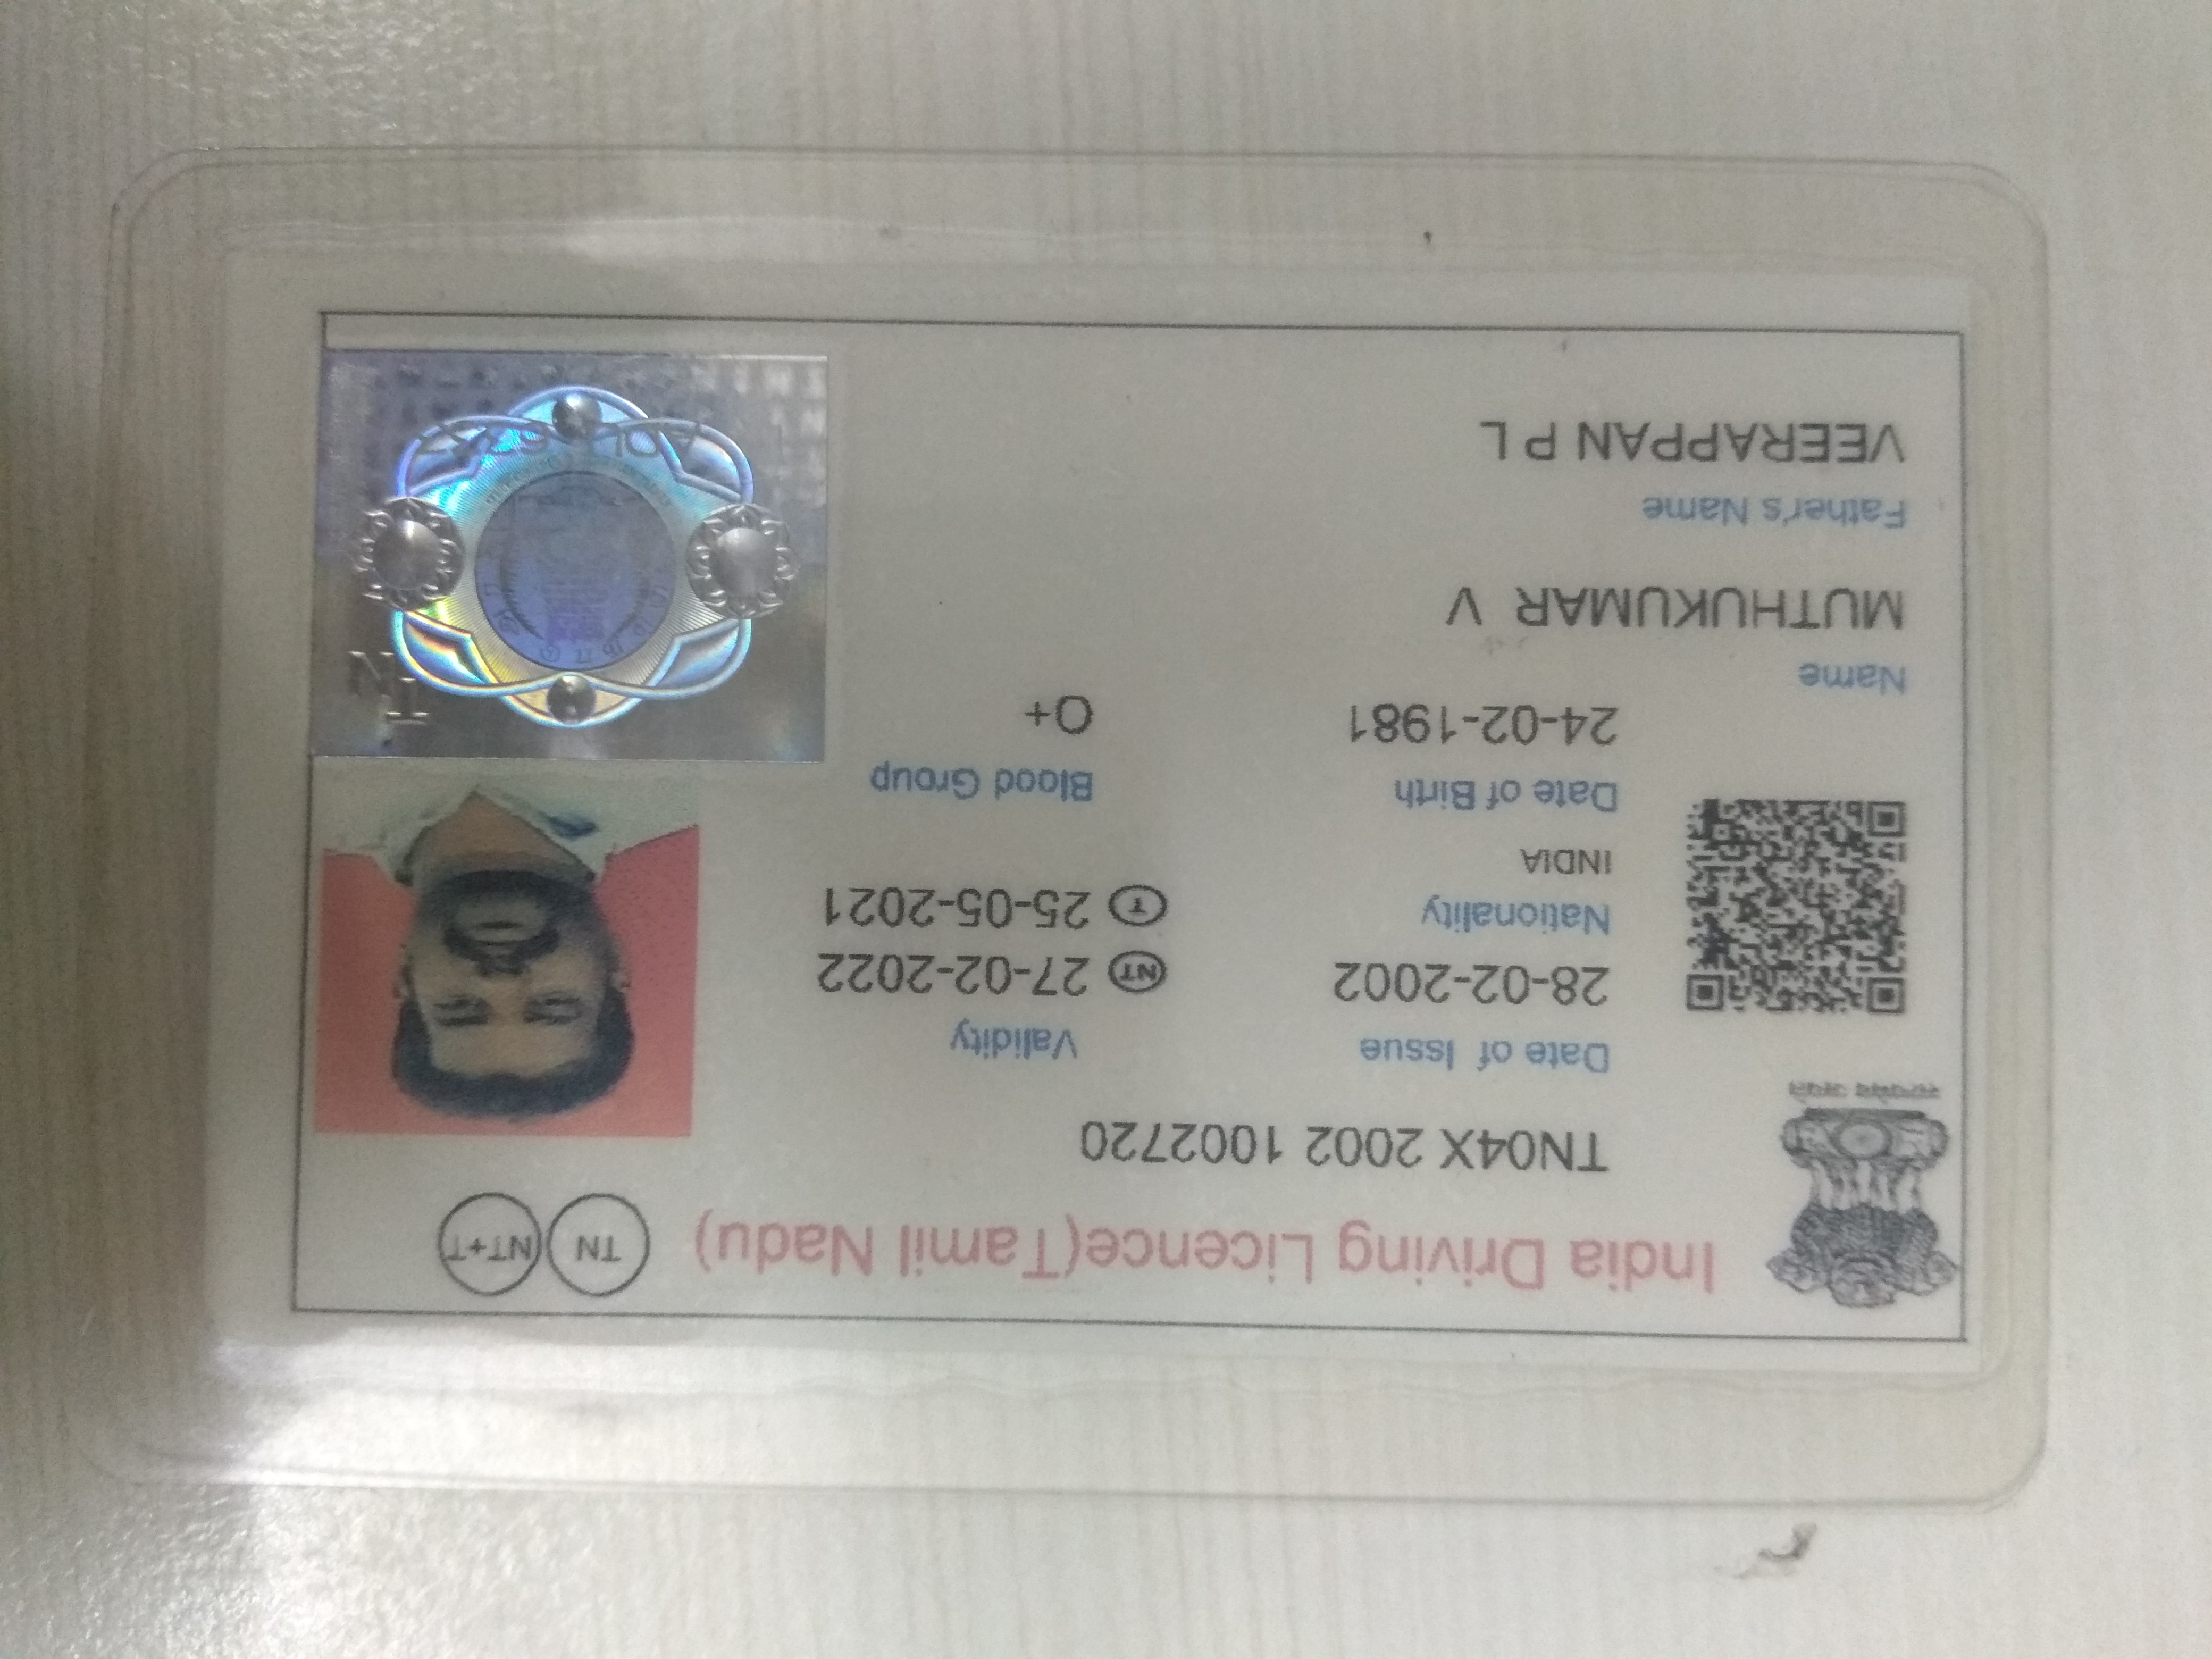 India Driving Licence(Tamil Nadu)
TN
NT+T
TN04X 2002 1002720
Date of Issue
Validity
28-02-2002
NT 27-02-2022
Nationality
T 25-05-2021
INDIA
Date of Birth
Blood Group
24-02-1981
O+
Name
MUTHUKUMAR V
Father's Name
VEERAPPAN P L
TN